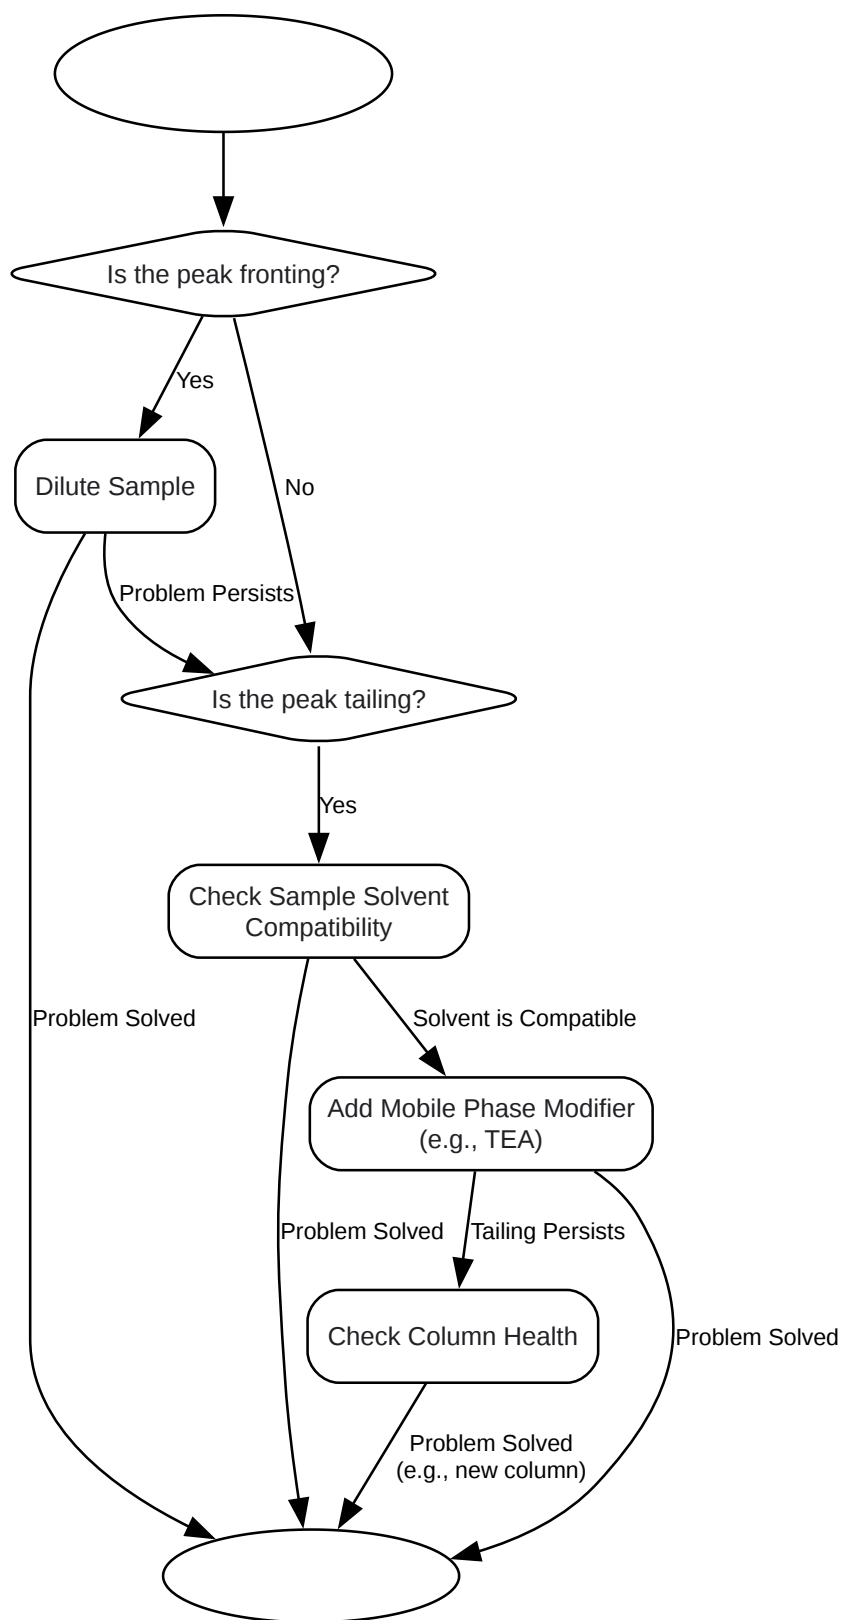 Is the peak fronting?
Yes
Dilute Sample
No
Problem Persists
Is the peak tailing?
Yes
Check Sample Solvent
Compatibility
Problem Solved
Solvent is Compatible
Add Mobile Phase Modifier
(e.g., TEA)
Problem Solved
Tailing Persists
Check Column Health
Problem Solved
Problem Solved
(e.g., new column)